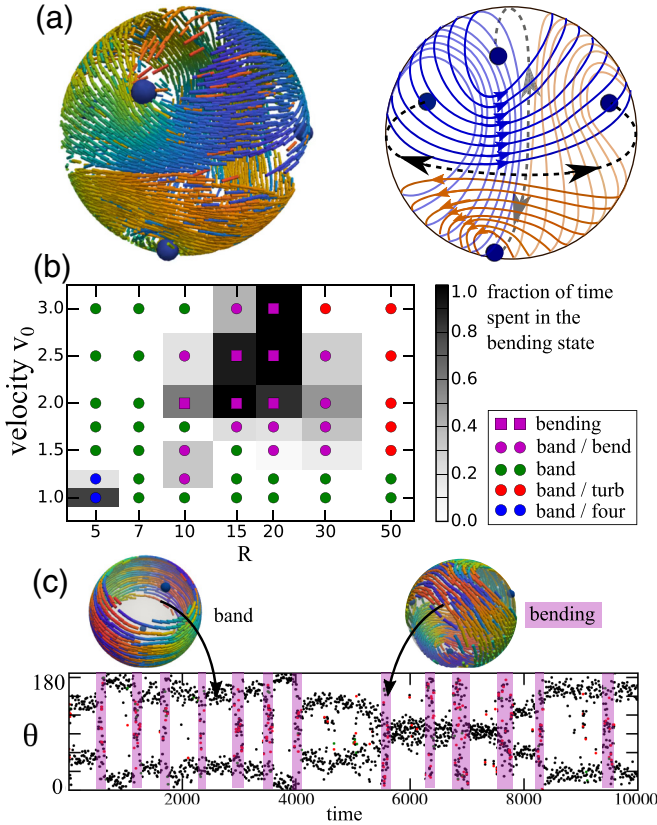 (a)
(b)
velocity v0
3.0
2.5
2.0
1.5
1.0
5
7
10
15
20
30
50
R
1.0
0.8
0.6
0.4
0.2
0.0
fraction of time
spent in the
bending state
bending
band / bend
band
band / turb
band / four
(c)
band
bending
θ
180
0
2000
4000
6000
8000
10000
time